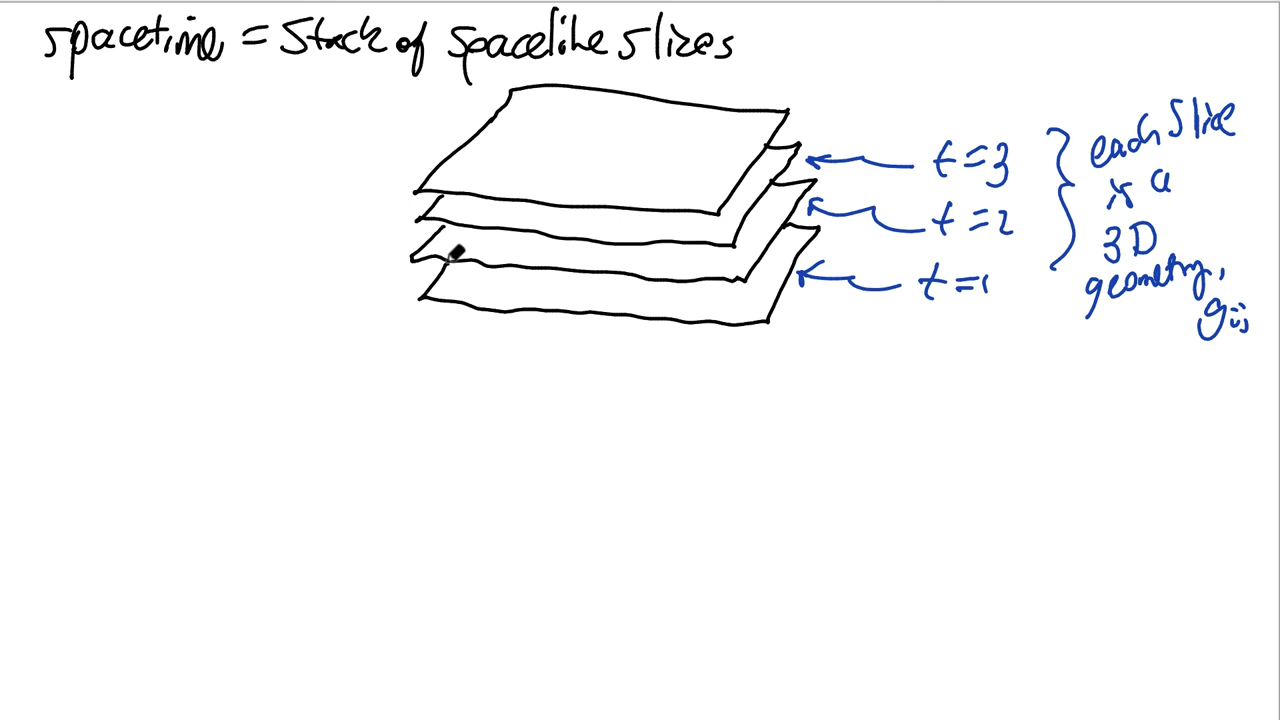 spacetime = Stack of spacelike slices
t = 3
t = 2
t = 1
each slice
is a
3D
geometry,
gij